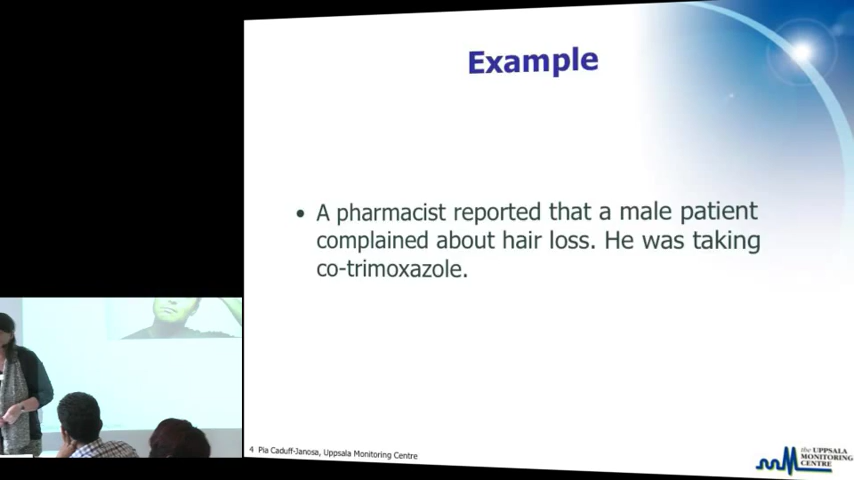 Example
• A pharmacist reported that a male patient
complained about hair loss. He was taking
co-trimoxazole.
4 Pia Caduff-Janosa, Uppsala Monitoring Centre
the UPPSALA
MONITORING
CENTRE